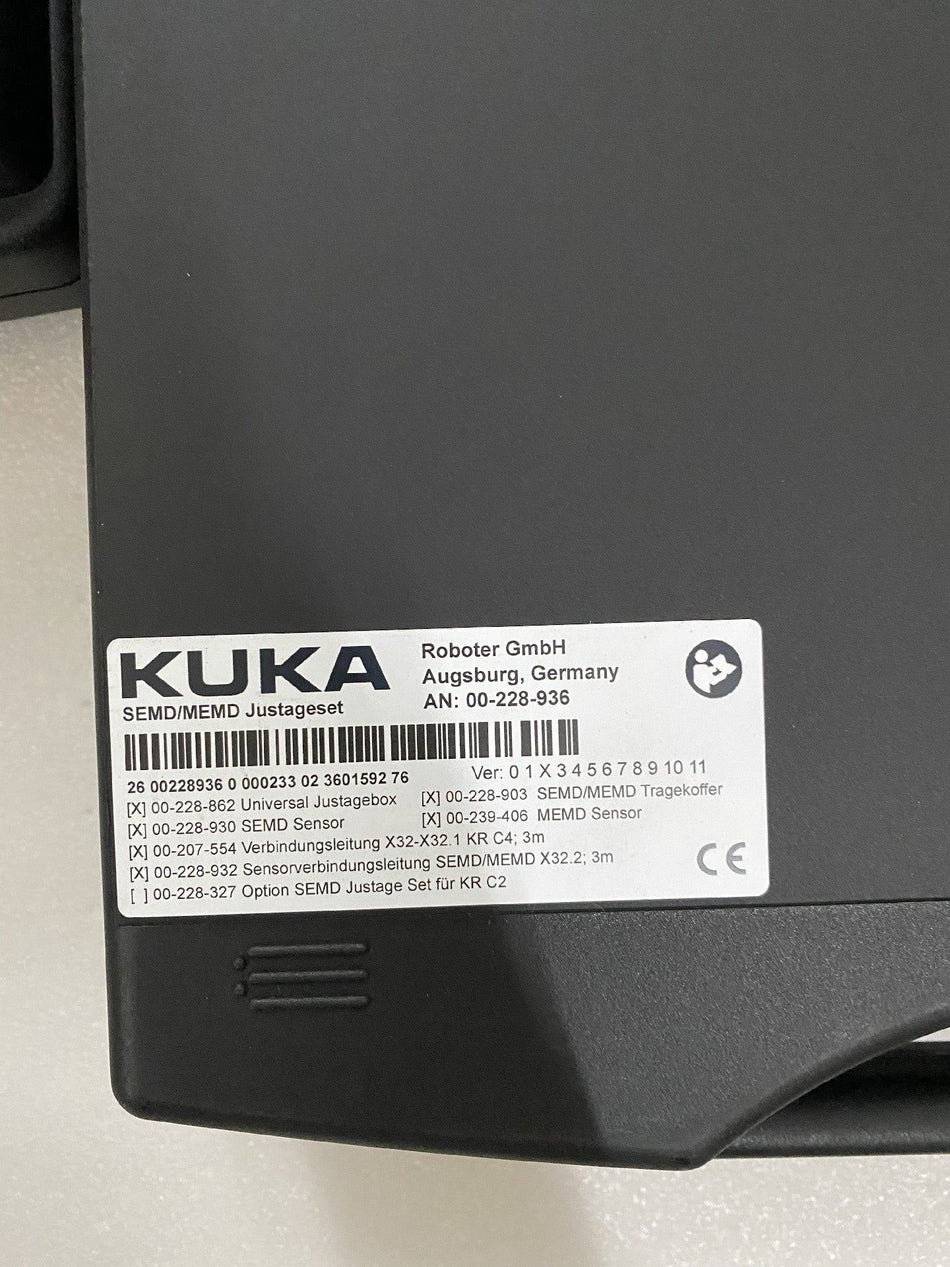 KUKA
Roboter GmbH
Augsburg, Germany
AN: 00-228-936
SEMD/MEMD Justageset
26 00228936 0 000233 02 3601592 76
Ver: 0 1 X 3 4 5 6 7 8 9 10 11
[X] 00-228-862 Universal Justagebox [X] 00-228-903 SEMD/MEMD Tragekoffer
[X] 00-228-930 SEMD Sensor [X] 00-239-406 MEMD Sensor
[X] 00-207-554 Verbindungsleitung X32-X32.1 KR C4; 3m
[X] 00-228-932 Sensorverbindungsleitung SEMD/MEMD X32.2; 3m
[ ] 00-228-327 Option SEMD Justage Set für KR C2
CE